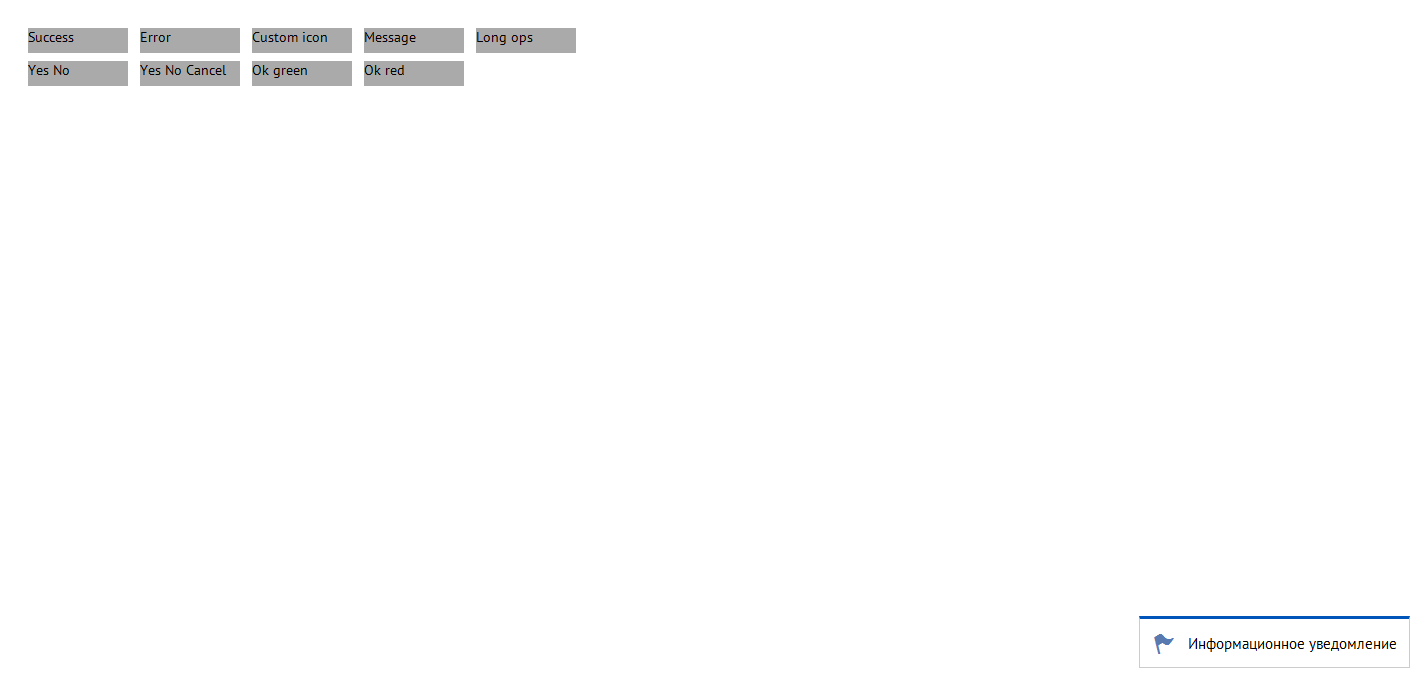 Success Error Custom icon Message Long ops
Yes No Yes No Cancel Ok green Ok red
Информационное уведомление